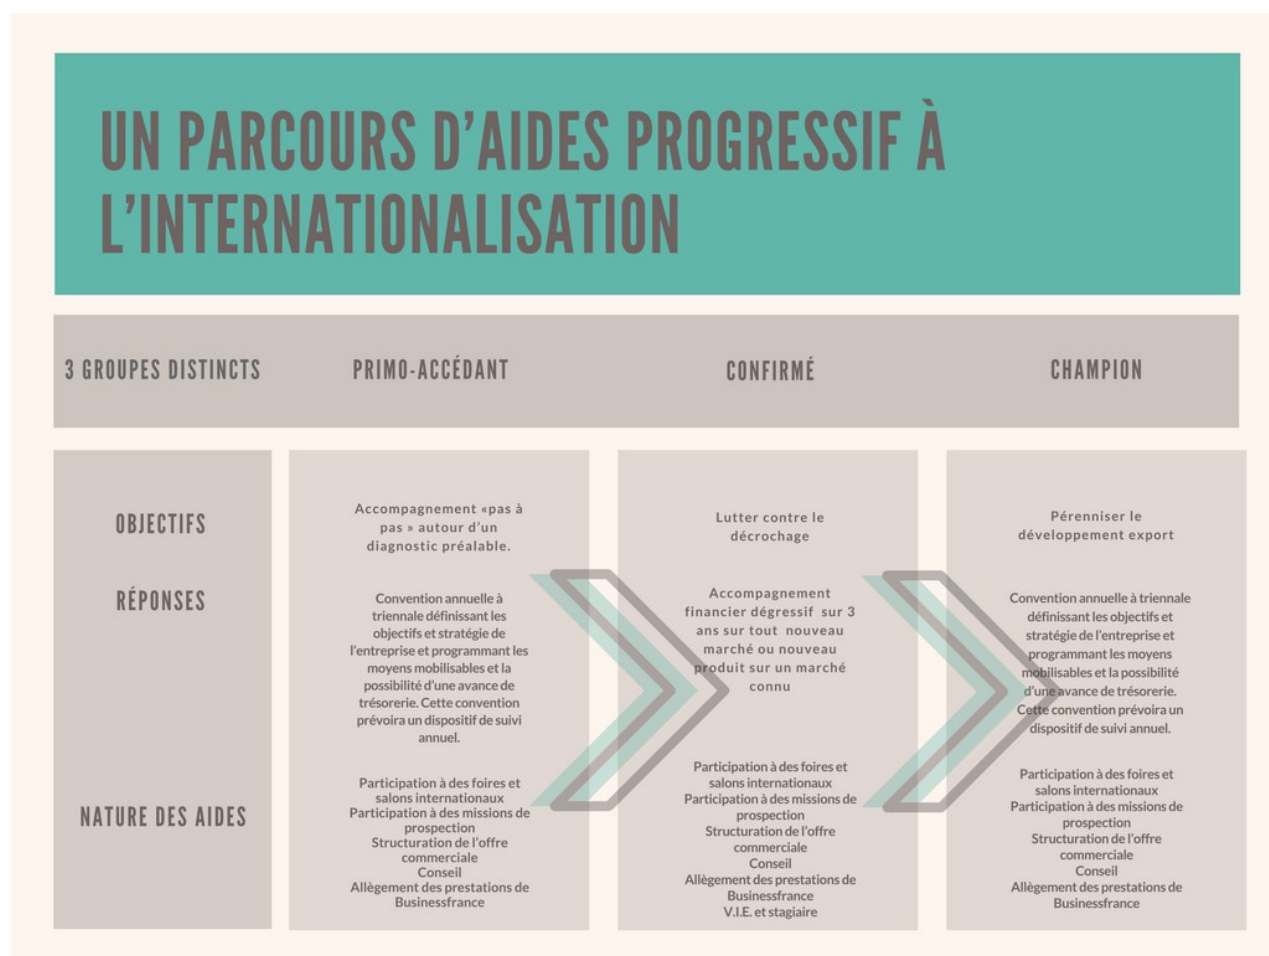 UN PARCOURS D'AIDES PROGRESSIF À
L'INTERNATIONALISATION
3 GROUPES DISTINCTS
PRIMO-ACCÉDANT
CONFIRMÉ
CHAMPION
OBJECTIFS
Accompagnement «pas à
pas » autour d'un
diagnostic préalable.
Lutter contre le
décrochage
Pérenniser le
développement export
RÉPONSES
Convention annuelle à
triennale définissant les
objectifs et stratégie de
l'entreprise et programmant les
moyens mobilisables et la
possibilité d'une avance de
trésorerie. Cette convention
prévoira un dispositif de suivi
annuel.
Accompagnement
financier dégressif sur 3
ans sur tout nouveau
marché ou nouveau
produit sur un marché
connu
Convention annuelle à triennale
définissant les objectifs et
stratégie de l'entreprise et
programmant les moyens
mobilisables et la possibilité
d'une avance de trésorerie.
Cette convention prévoira un
dispositif de suivi annuel.
NATURE DES AIDES
Participation à des foires et
salons internationaux
Participation à des missions de
prospection
Structuration de l'offre
commerciale
Conseil
Allègement des prestations de
Businessfrance
Participation à des foires et
salons internationaux
Participation à des missions de
prospection
Structuration de l'offre
commerciale
Conseil
Allègement des prestations de
Businessfrance
V.I.E. et stagiaire
Participation à des foires et
salons internationaux
Participation à des missions de
prospection
Structuration de l'offre
commerciale
Conseil
Allègement des prestations de
Businessfrance